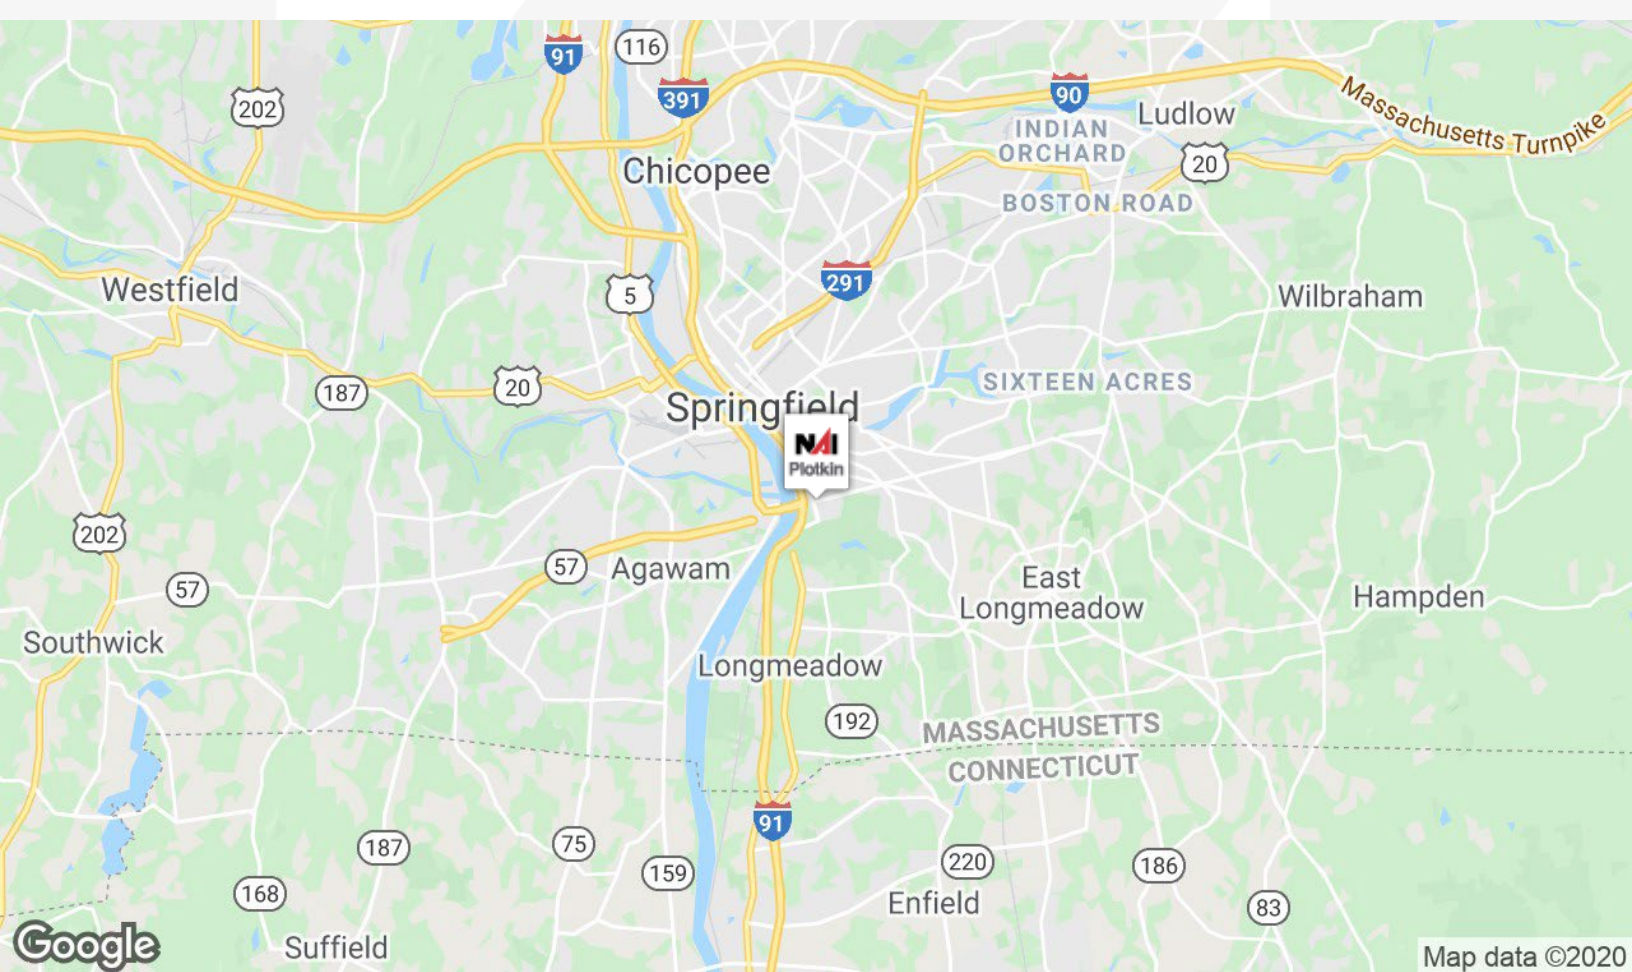 91
116
391
202
90
Ludlow
Massachusetts Turnpike
INDIAN
ORCHARD
20
Chicopee
BOSTON ROAD
Westfield
5
291
Wilbraham
187
20
SIXTEEN ACRES
Springfield
NAI
Plotkin
202
57
57
Agawam
East
Longmeadow
Hampden
Southwick
Longmeadow
192
MASSACHUSETTS
CONNECTICUT
91
187
75
159
220
186
168
Enfield
83
Google
Suffield
Map data ©2020